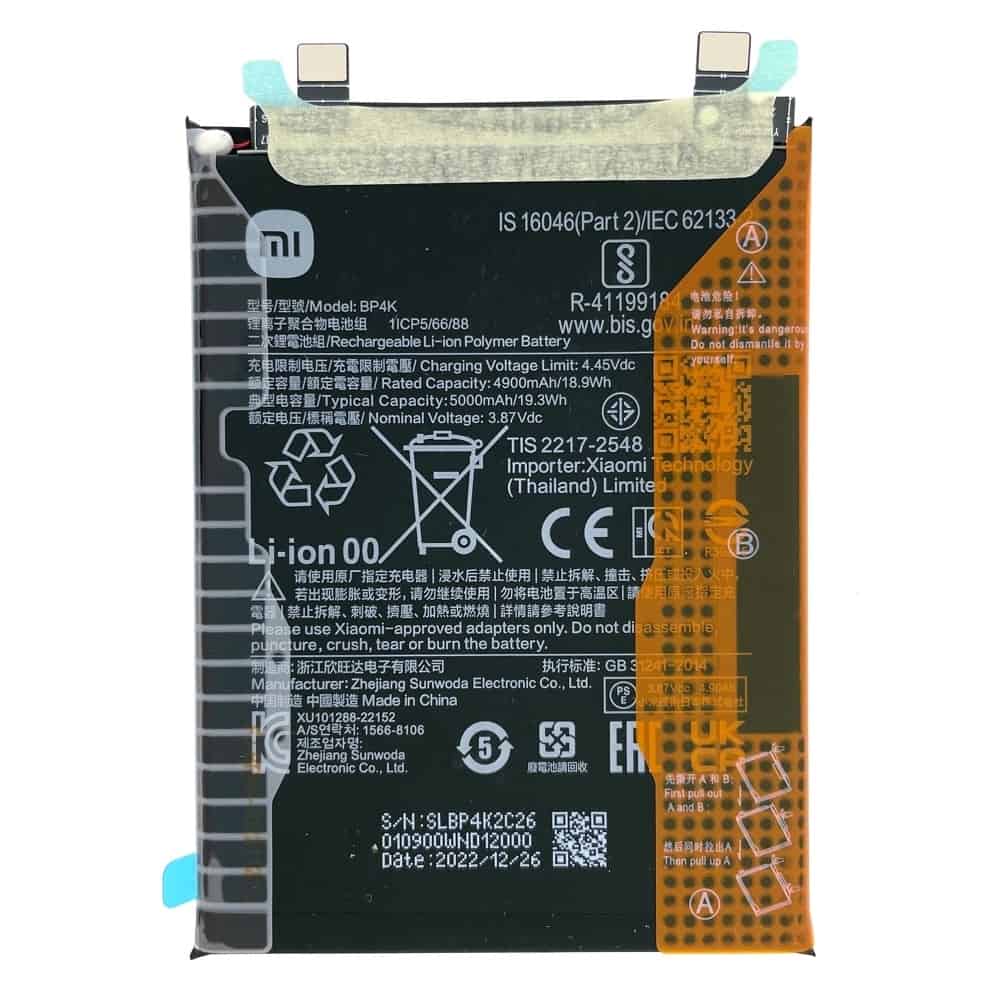 mi
IS 16046(Part 2)/IEC 62133-2
A
R-41199184
www.bis.gov.in
型号/型號/Model: BP4K
锂离子聚合物电池组 1ICP5/66/88
二次锂电池组/Rechargeable Li-ion Polymer Battery
电池危险!
请勿私自拆卸。
Warning:it's dangerous
Do not dismantle it by
yourself.
充电限制电压/充電限制電壓/ Charging Voltage Limit: 4.45Vdc
额定容量/額定容量/ Rated Capacity: 4900mAh/18.9Wh
典型容量/Typical Capacity:5000mAh/19.3Wh
额定电压/標稱電壓/ Nominal Voltage: 3.87Vdc
TIS 2217-2548
Importer:Xiaomi Technology
(Thailand) Limited
CE
MI
B
Li-ion 00
请使用原厂指定充电器|浸水后禁止使用|禁止拆解、撞击、挤压或投入火中
若出现膨胀或变形,请勿继续使用|勿将电池置于高温区|請使用原廠指定充
電器|禁止拆解、刺破、擠壓、加熱或燃燒|詳情請參考說明書
Please use Xiaomi-approved adapters only. Do not disassemble,
puncture, crush, tear or burn the battery.
制造商:浙江欣旺达电子有限公司 执行标准: GB 31241-2014
Manufacturer: Zhejiang Sunwoda Electronic Co., Ltd.
中国制造 中國製造 Made in China
PS
E
3.87Vdc 4.90Ah
XU101288-22152
A/S연락처: 1566-8106
제조업자명:
Zhejiang Sunwoda
Electronic Co., Ltd.
5
廢電池請回收
EAC
UK
CA
先撕开 A 和 B:
First pull out
A and B :
然后同时拉出A
Then pull up A
A
S/N:SLBP4K2C26
010900WND12000
Date:2022/12/26